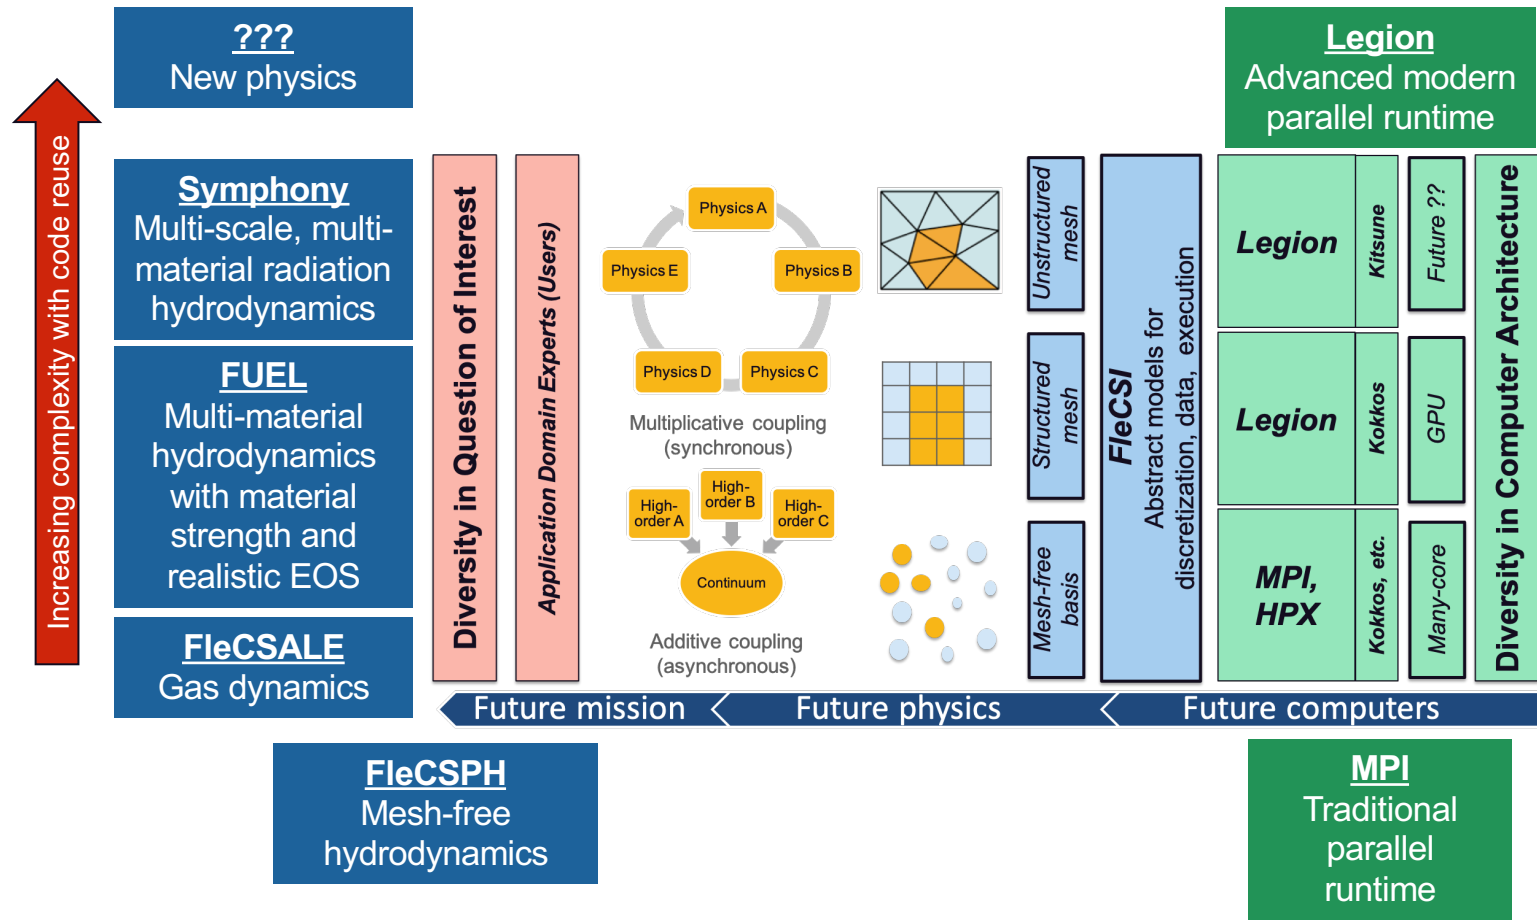 ???
New physics
Increasing complexity with code reuse
Symphony
Multi-scale, multi-
material radiation
hydrodynamics
FUEL
Multi-material
hydrodynamics
with material
strength and
realistic EOS
FleCSALE
Gas dynamics
FleCSPH
Mesh-free
hydrodynamics
Diversity in Question of Interest
Application Domain Experts (Users)
Physics A
Physics B
Physics C
Physics D
Physics E
Multiplicative coupling
(synchronous)
High-
order A
High-
order B
High-
order C
Continuum
Additive coupling
(asynchronous)
Unstructured
mesh
Structured
mesh
Mesh-free
basis
FleCSI
Abstract models for
discretization, data, execution
Legion
Advanced modern
parallel runtime
Legion
Kitsune
Future ??
Legion
Kokkos
GPU
MPI,
HPX
Kokkos, etc.
Many-core
Diversity in Computer Architecture
Future mission
Future physics
Future computers
MPI
Traditional
parallel
runtime